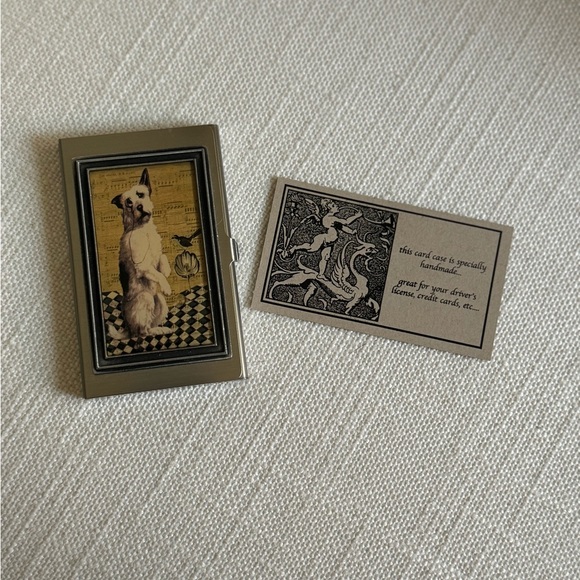 this card case is specially
handmade...
great for your driver's
license, credit cards, etc...